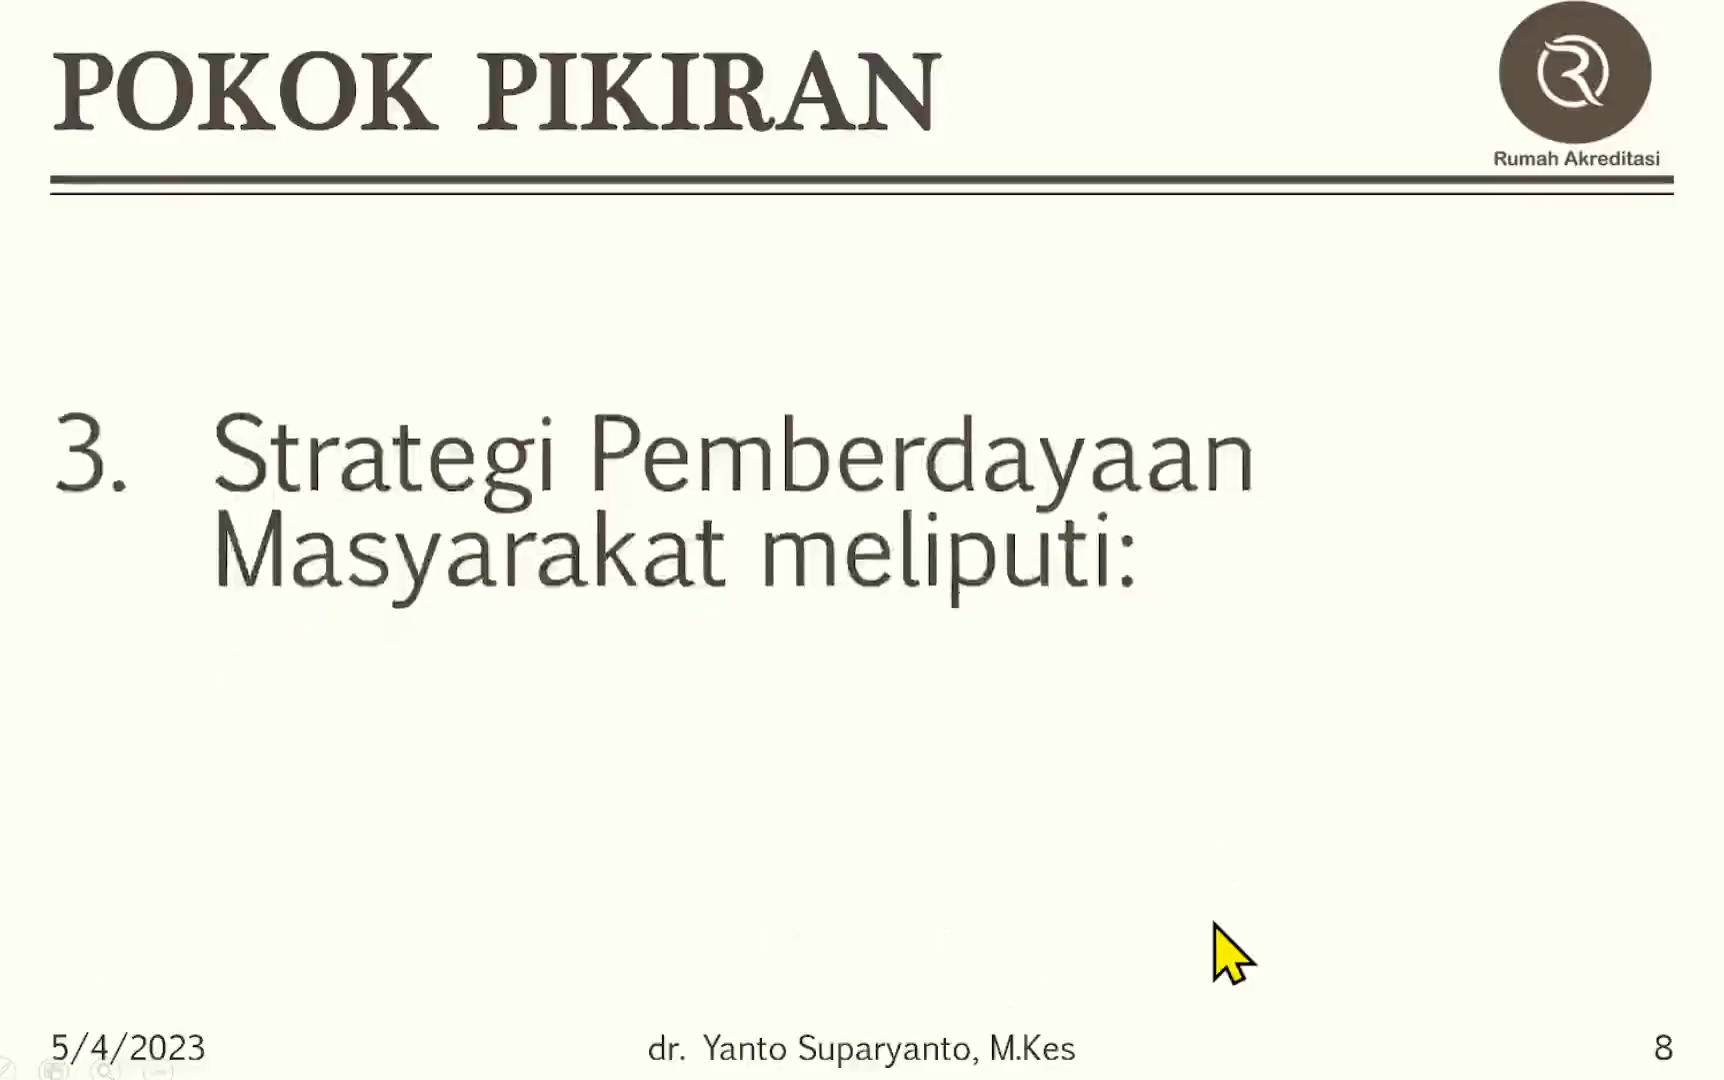 POKOK PIKIRAN
Rumah Akreditasi
3. Strategi Pemberdayaan
Masyarakat meliputi:
5/4/2023
dr. Yanto Suparyanto, M.Kes
8